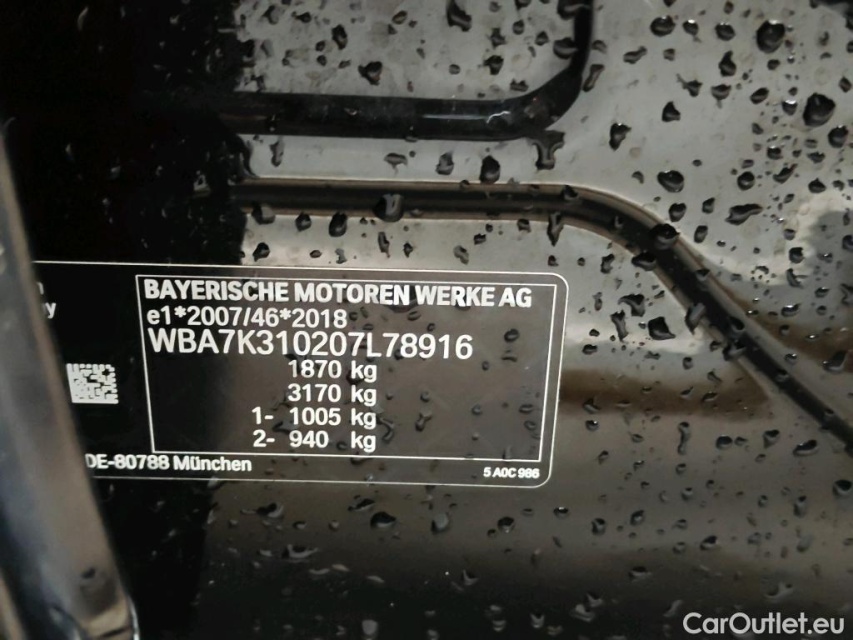 y
BAYERISCHE MOTOREN WERKE AG
e1*2007/46*2018
WBA7K310207L78916
1870 kg
3170 kg
1- 1005 kg
2- 940 kg
DE-80788 München
5 A0C 986
CarOutlet.eu